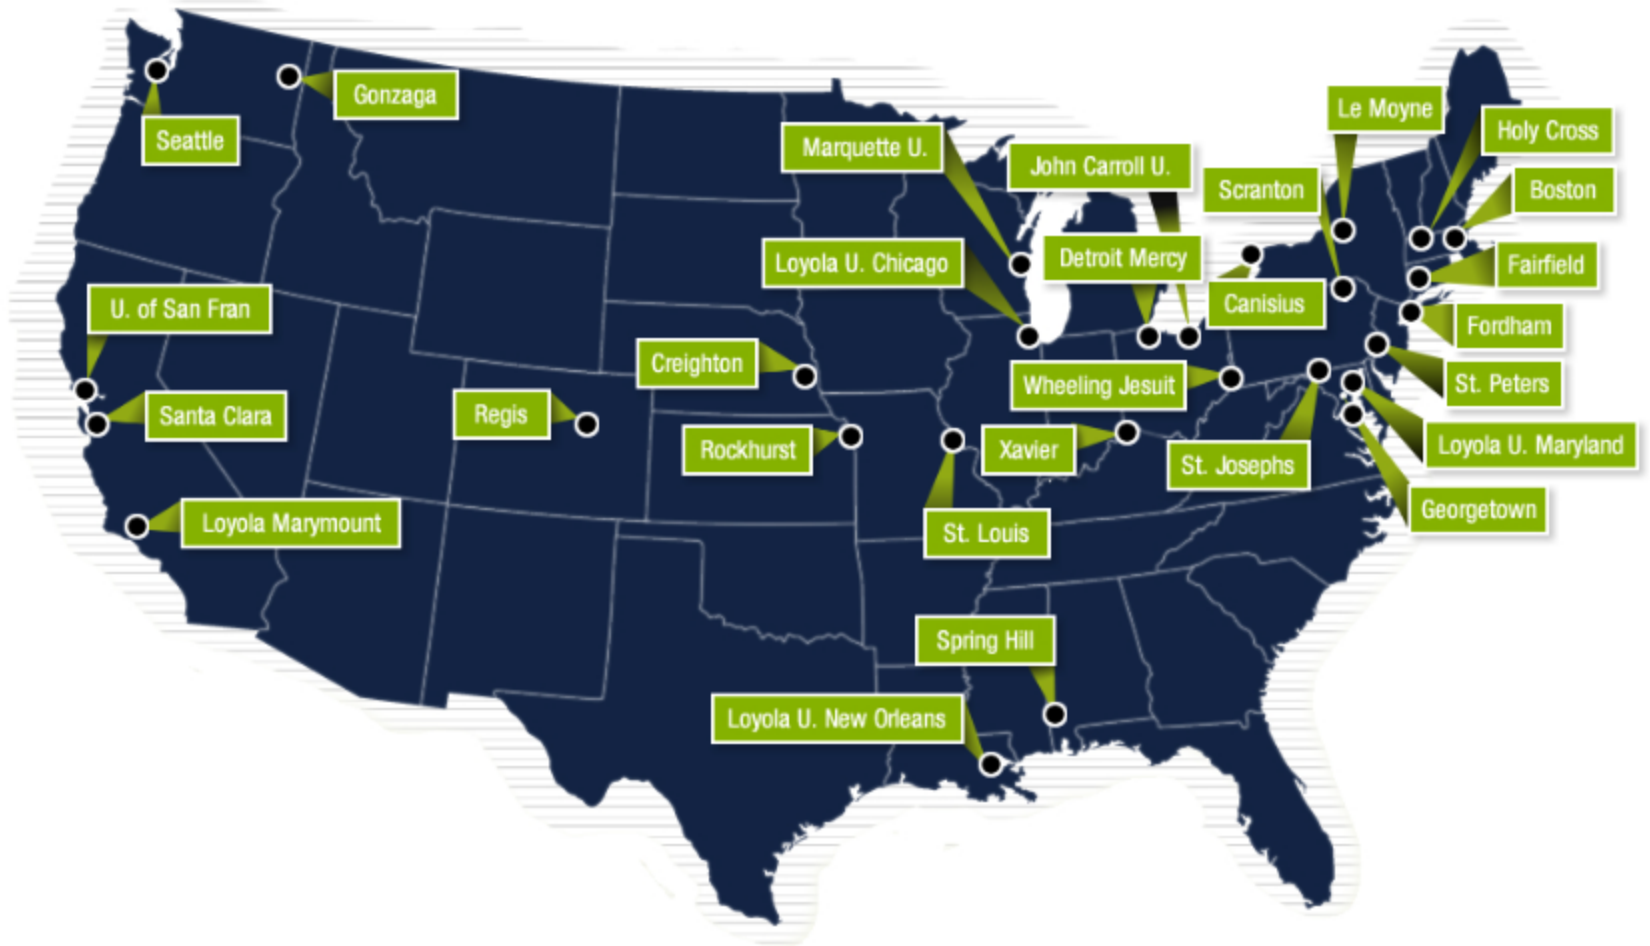 Le Moyne
Gonzaga
Holy Cross
Seattle
Marquette U.
John Carroll U.
Scranton
Boston
Loyola U. Chicago
Detroit Mercy
Fairfield
U. of San Fran
Canisius
Fordham
Creighton
Wheeling Jesuit
St. Peters
Santa Clara
Regis
Rockhurst
Xavier
St. Josephs
Loyola U. Maryland
Loyola Marymount
St. Louis
Georgetown
Spring Hill
Loyola U. New Orleans